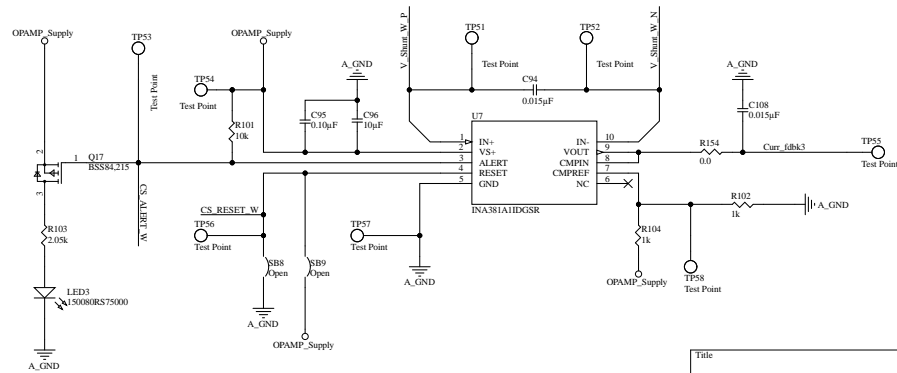 OPAMP_Supply
TP53
Test Point
OPAMP_Supply
TP54
Test Point
R101
10k
A_GND
C95
0.10µF
C96
10µF
V_Shunt_W_P
TP51
Test Point
C94
0.015µF
TP52
Test Point
V_Shunt_W_N
A_GND
C108
0.015µF
U7
1
IN+
2
VS+
3
ALERT
4
RESET
5
GND
10
IN-
9
VOUT
8
CMPIN
7
CMPREF
6
NC
INA381A1IDGSR
R154
0.0
Curr_fdbk3
TP55
Test Point
2
1
3
Q17
BSS84,215
CS_ALERT_W
CS_RESET_W
TP56
Test Point
TP57
Test Point
R102
1k
A_GND
R104
1k
OPAMP_Supply
TP58
Test Point
R103
2.05k
SB8
Open
SB9
Open
A_GND
A_GND
LED3
150080RS75000
OPAMP_Supply
A_GND
Title